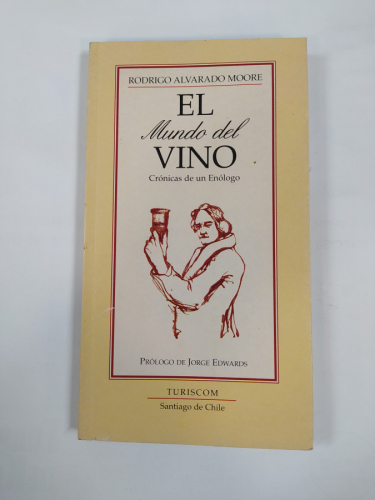 RODRIGO ALVARADO MOORE
EL
Mundo del
VINO
Crónicas de un Enólogo
PRÓLOGO DE JORGE EDWARDS
TURISCOM
Santiago de Chile